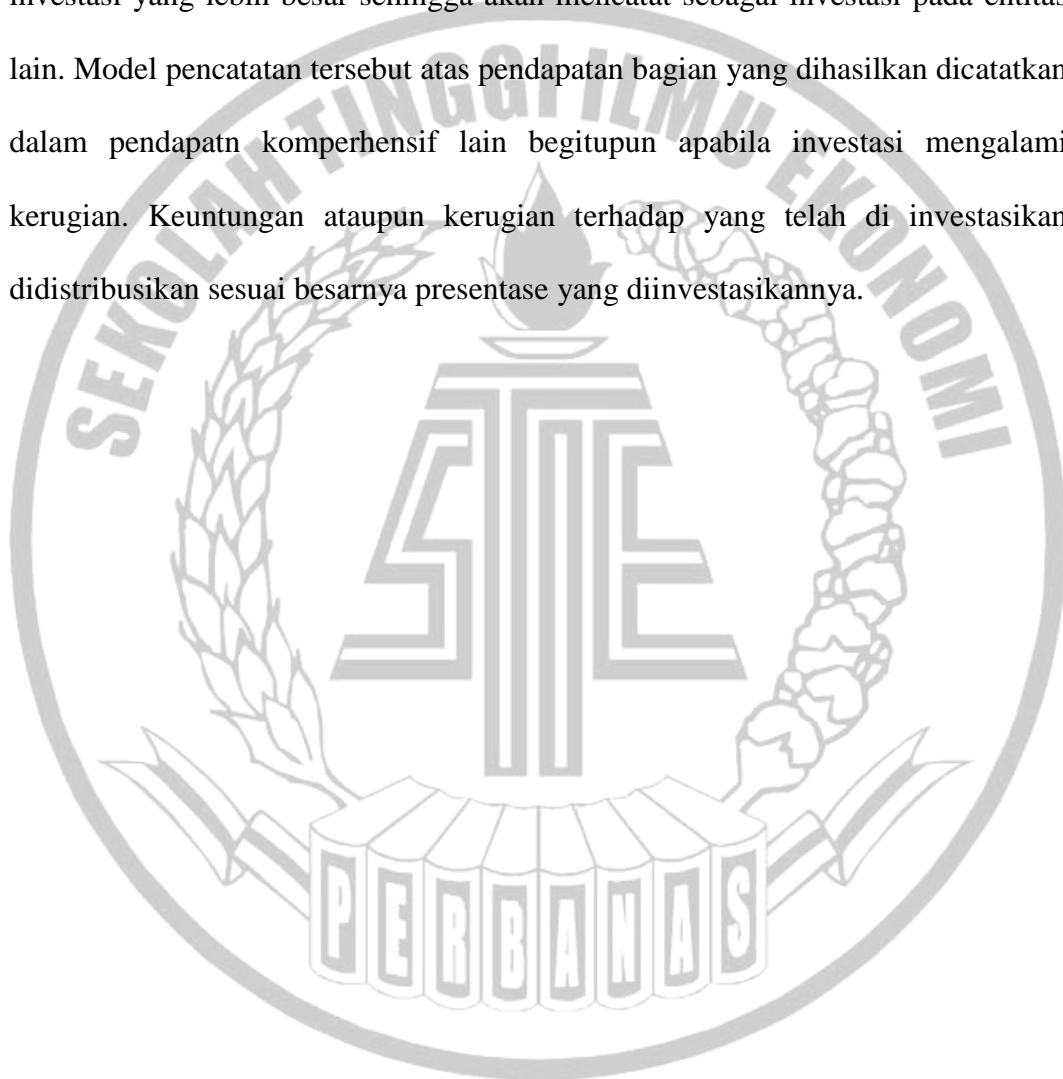 investasi yang lebih besar sehingga akan mencatat sebagai investasi pada entitas
lain. Model pencatatan tersebut atas pendapatan bagian yang dihasilkan dicatatkan
dalam pendapatn komperhensif lain begitupun apabila investasi mengalami
kerugian. Keuntungan ataupun kerugian terhadap yang telah di investasikan
didistribusikan sesuai besarnya presentase yang diinvestasikannya.
SEKOLAH TINGGI ILMU EKONOMI
STIE
PERBANAS